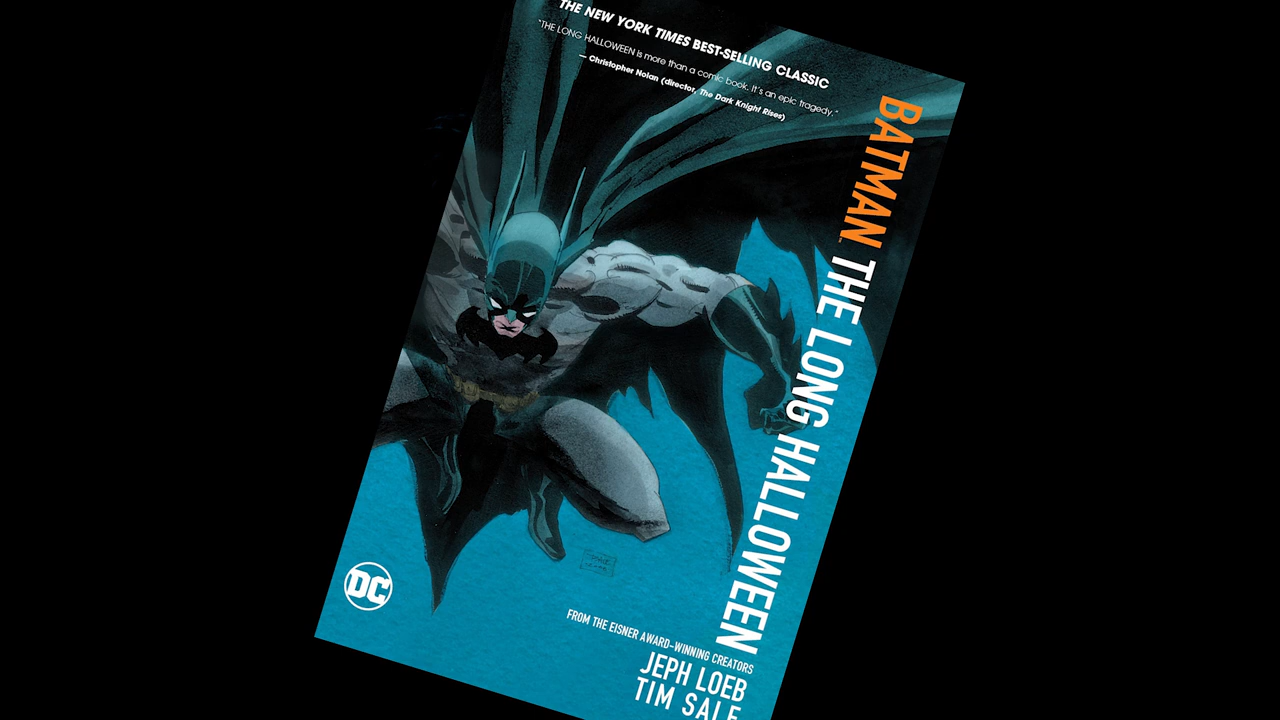 THE NEW YORK TIMES BEST-SELLING CLASSIC
"THE LONG HALLOWEEN is more than a comic book. It's an epic tragedy."
— Christopher Nolan (director, The Dark Knight Rises)
BATMAN™ THE LONG HALLOWEEN
DC
FROM THE EISNER AWARD-WINNING CREATORS
JEPH LOEB
TIM SALE